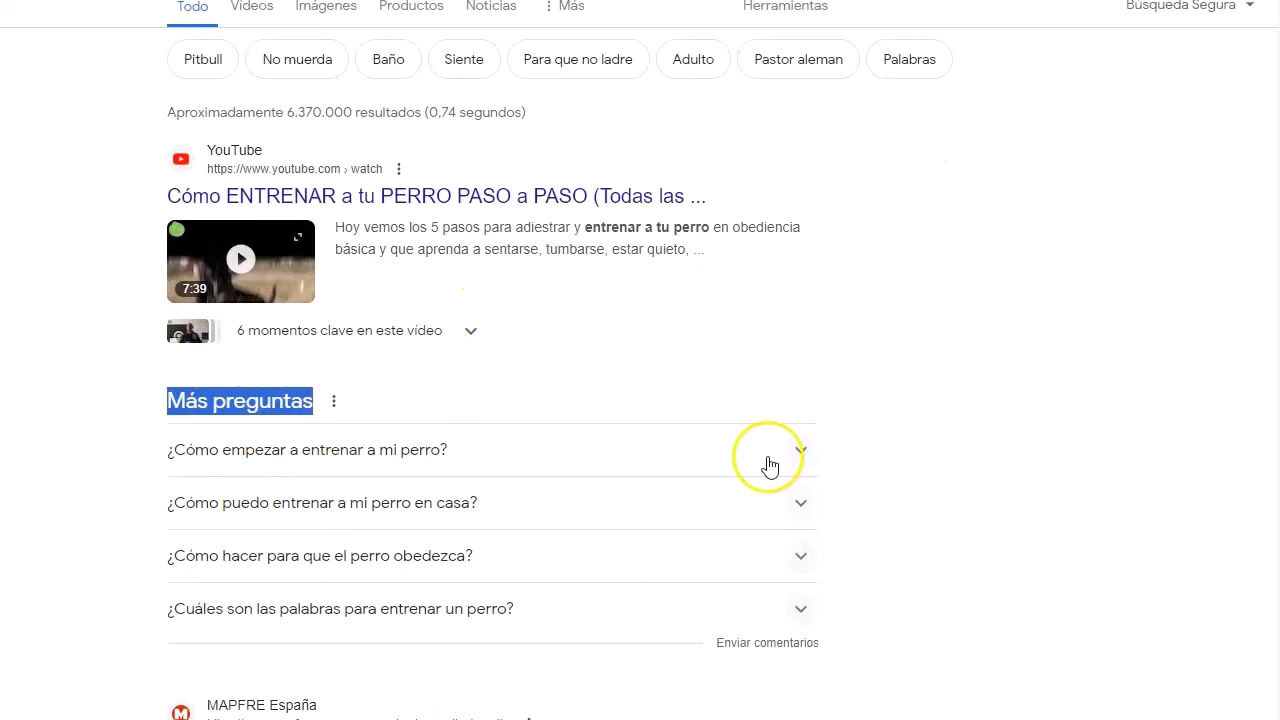 Todo Vídeos Imágenes Productos Noticias Más Herramientas Búsqueda Segura
Pitbull No muerda Baño Siente Para que no ladre Adulto Pastor aleman Palabras
Aproximadamente 6.370.000 resultados (0,74 segundos)
YouTube
https://www.youtube.com › watch
Cómo ENTRENAR a tu PERRO PASO a PASO (Todas las ...
Hoy vemos los 5 pasos para adiestrar y entrenar a tu perro en obediencia
básica y que aprenda a sentarse, tumbarse, estar quieto, ...
7:39
6 momentos clave en este vídeo
Más preguntas
¿Cómo empezar a entrenar a mi perro?
¿Cómo puedo entrenar a mi perro en casa?
¿Cómo hacer para que el perro obedezca?
¿Cuáles son las palabras para entrenar un perro?
Enviar comentarios
MAPFRE España